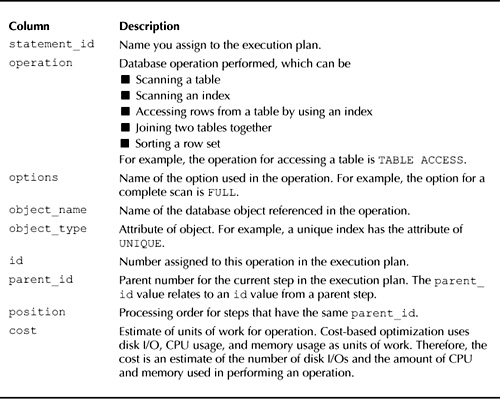 Column Description
statement_id Name you assign to the execution plan.
operation Database operation performed, which can be
■ Scanning a table
■ Scanning an index
■ Accessing rows from a table by using an index
■ Joining two tables together
■ Sorting a row set
For example, the operation for accessing a table is TABLE ACCESS.
options Name of the option used in the operation. For example, the option for a
complete scan is FULL.
object_name Name of the database object referenced in the operation.
object_type Attribute of object. For example, a unique index has the attribute of
UNIQUE.
id Number assigned to this operation in the execution plan.
parent_id Parent number for the current step in the execution plan. The parent_
id value relates to an id value from a parent step.
position Processing order for steps that have the same parent_id.
cost Estimate of units of work for operation. Cost-based optimization uses
disk I/O, CPU usage, and memory usage as units of work. Therefore, the
cost is an estimate of the number of disk I/Os and the amount of CPU
and memory used in performing an operation.